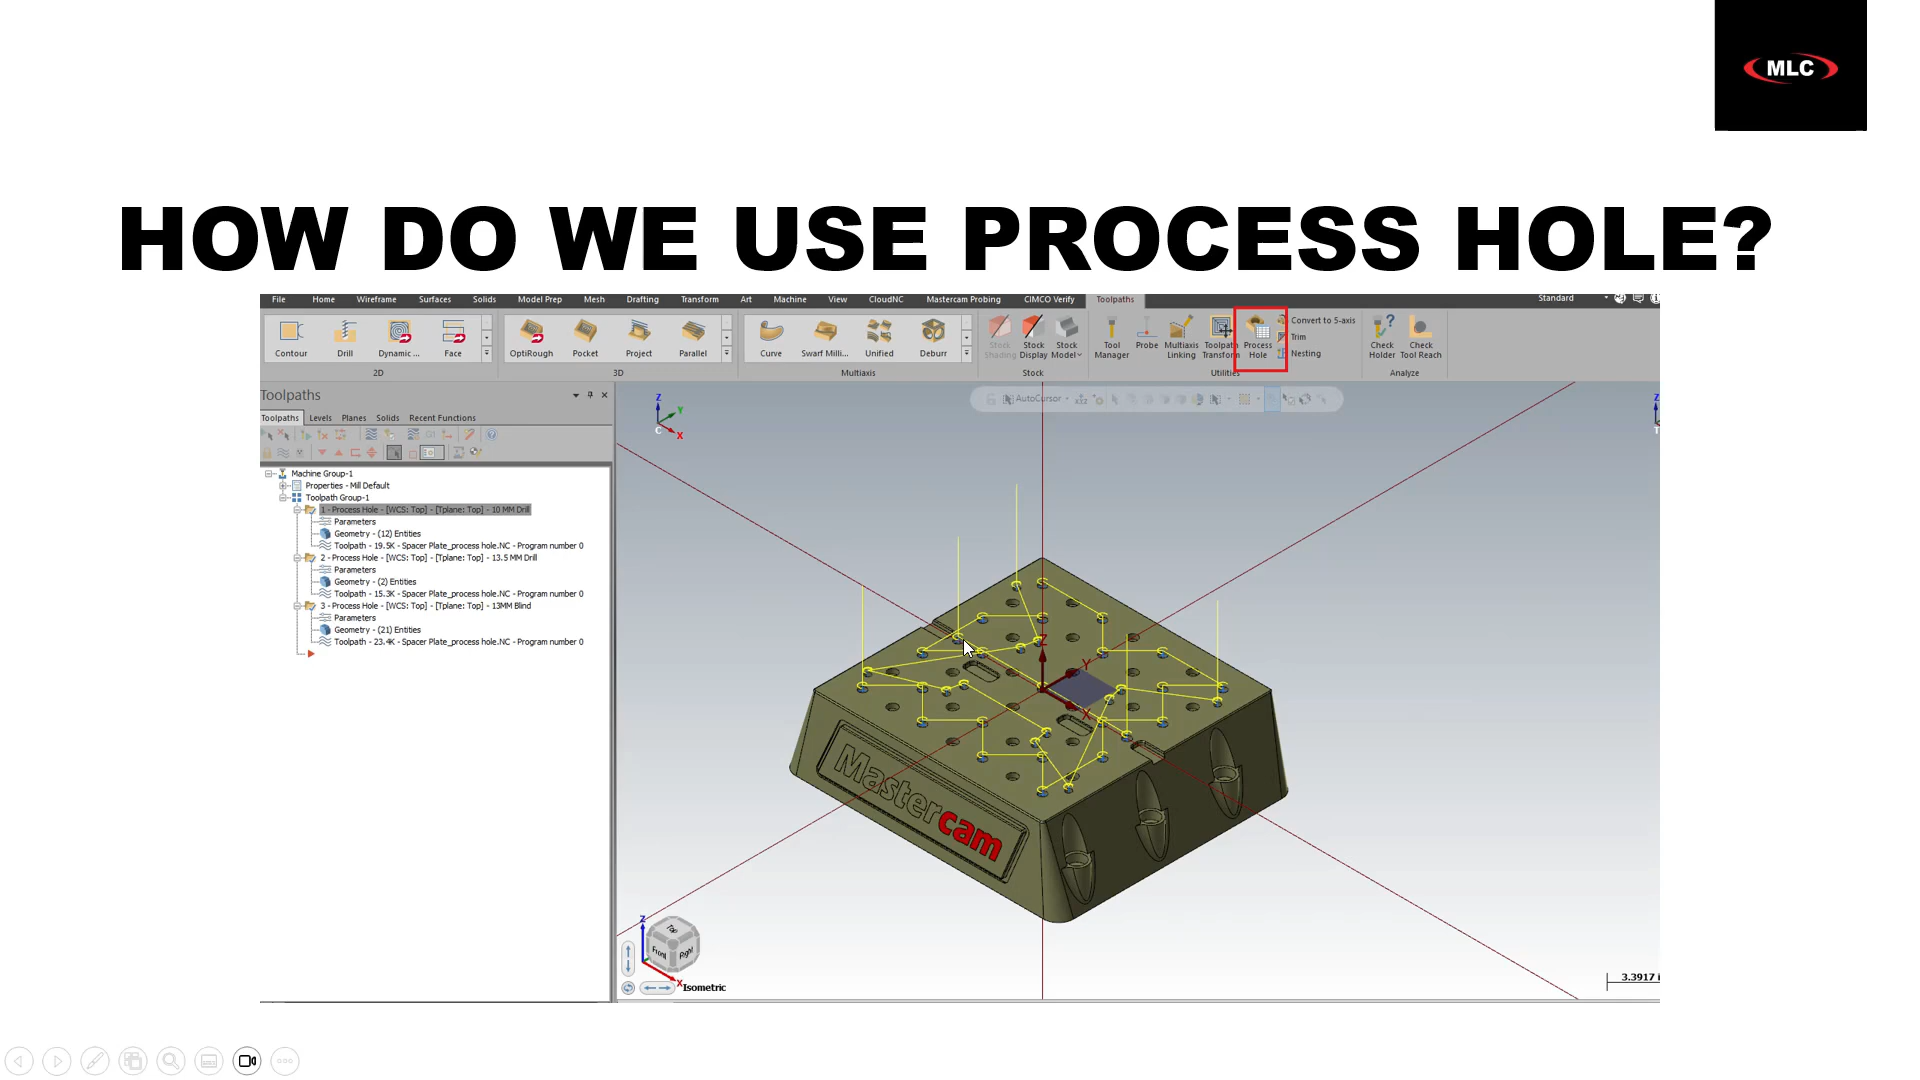 MLC
HOW DO WE USE PROCESS HOLE?
File Home Wireframe Surfaces Solids Model Prep Mesh Drafting Transform Art Machine View CloudNC Mastercam Probing CIMCO Verify Toolpaths Standard
Contour Drill Dynamic ... Face OptiRough Pocket Project Parallel Curve Swarf Milli... Unified Deburr
Stock Shading Stock Display Stock Model Tool Manager Probe Multiaxis Linking Toolpath Transform Process Hole Convert to 5-axis
Trim
Nesting
Check Holder Check Tool Reach
2D 3D Multiaxis Stock Utilities Analyze
Toolpaths
Toolpaths Levels Planes Solids Recent Functions
AutoCursor
Machine Group-1
Properties - Mill Default
Toolpath Group-1
1 - Process Hole - [WCS: Top] - [Tplane: Top] - 10 MM Drill
Parameters
Geometry - (12) Entities
Toolpath - 19.5K - Spacer Plate_process hole.NC - Program number 0
2 - Process Hole - [WCS: Top] - [Tplane: Top] - 13.5 MM Drill
Parameters
Geometry - (2) Entities
Toolpath - 15.3K - Spacer Plate_process hole.NC - Program number 0
3 - Process Hole - [WCS: Top] - [Tplane: Top] - 13MM Blind
Parameters
Geometry - (21) Entities
Toolpath - 23.4K - Spacer Plate_process hole.NC - Program number 0
Z
Y
X
C
Z
Z
Y
X
Mastercam
Z
Top
Front Right
X
Isometric
3.3917 i